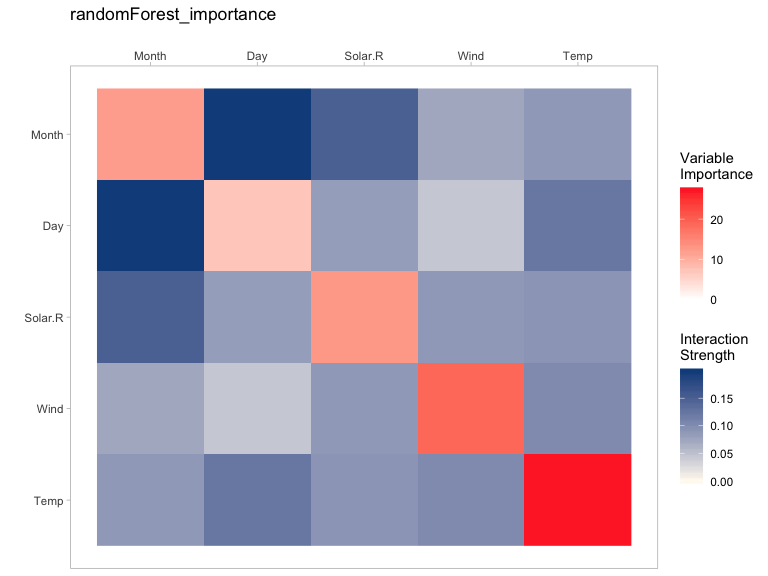 randomForest_importance
Month Day Solar.R Wind Temp
Month
Day
Solar.R
Wind
Temp
Variable
Importance
20
10
0
Interaction
Strength
0.15
0.10
0.05
0.00